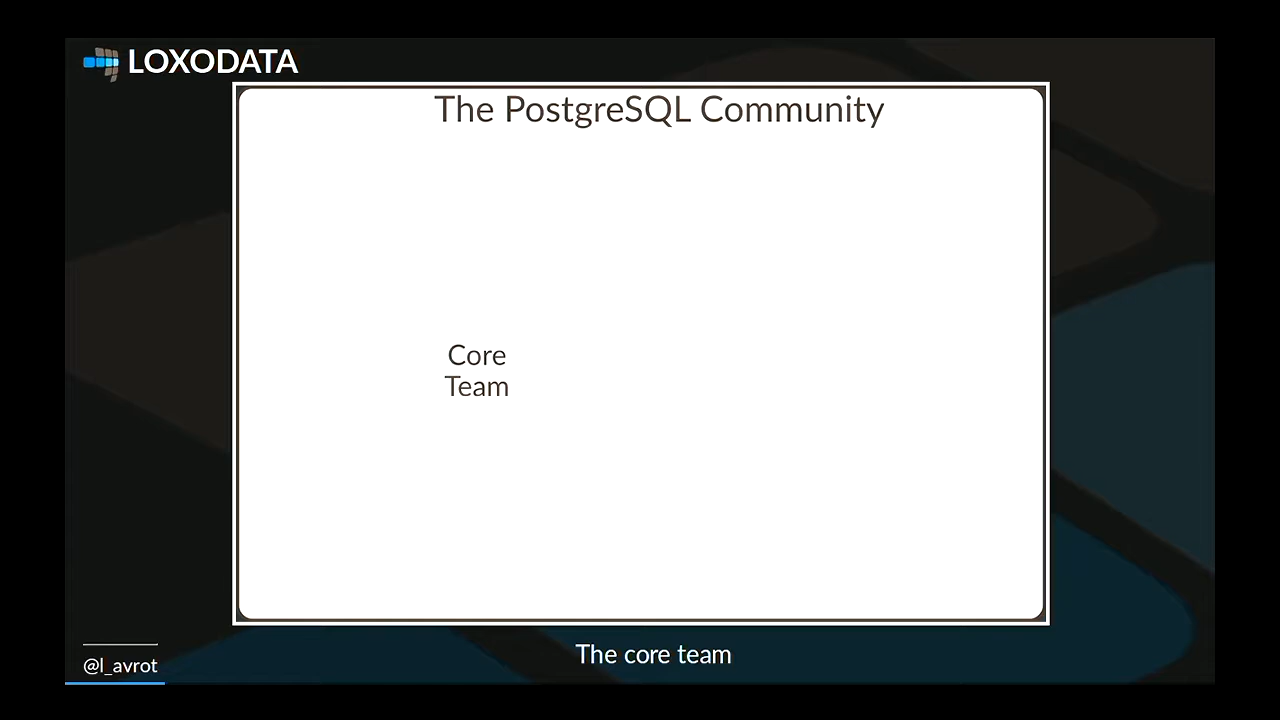 LOXODATA
The PostgreSQL Community
Core
Team
The core team
@l_avrot